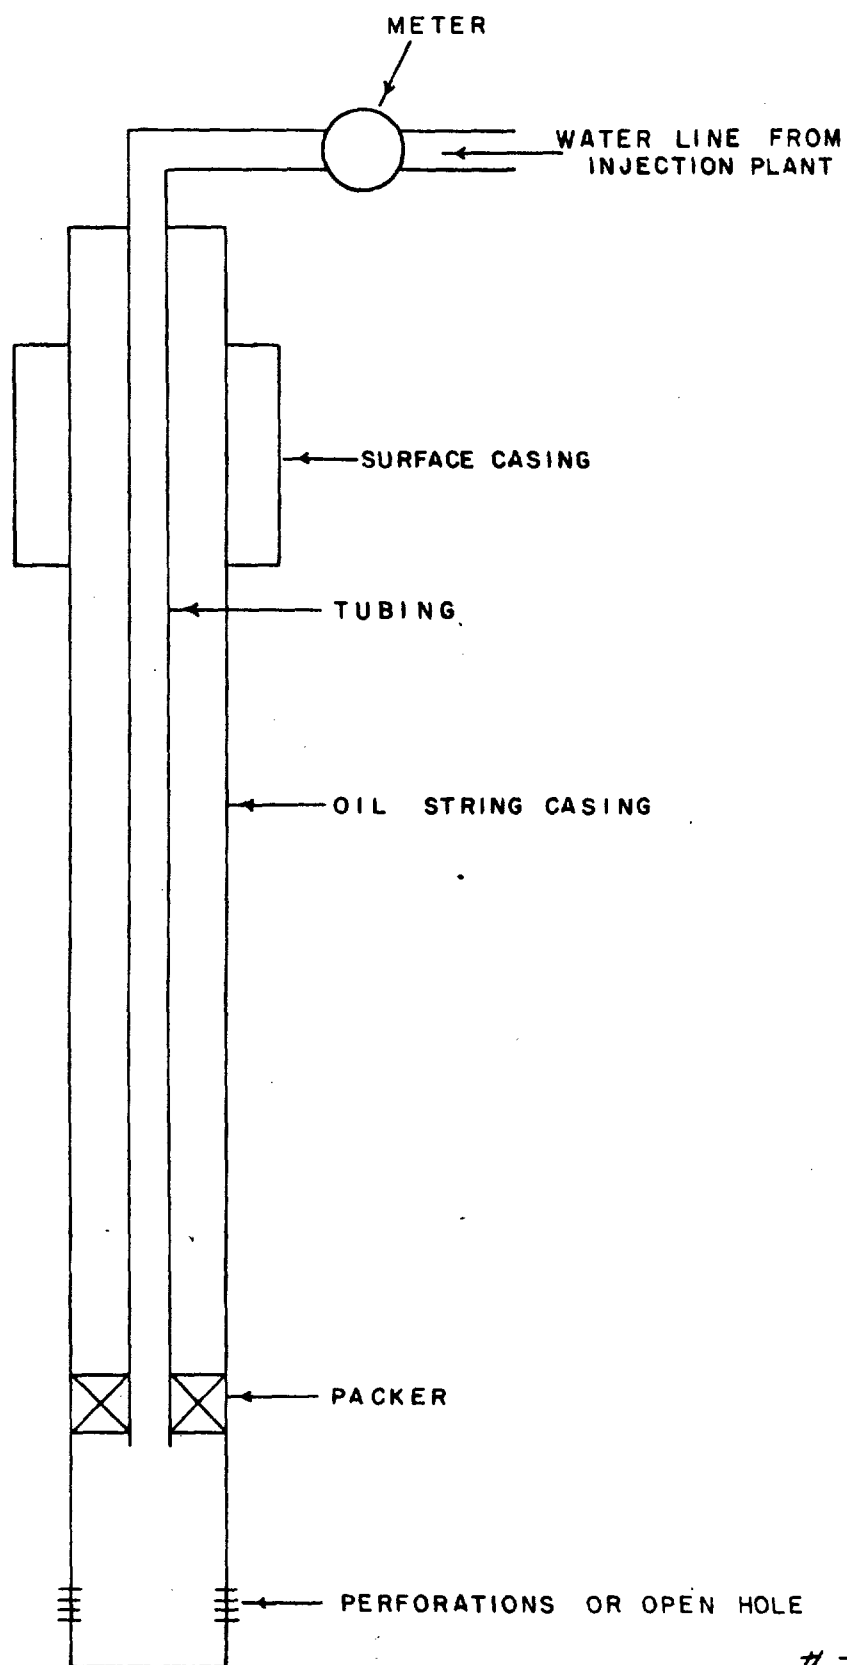 METER
WATER LINE FROM
INJECTION PLANT
SURFACE CASING
TUBING
OIL STRING CASING
PACKER
PERFORATIONS OR OPEN HOLE
#